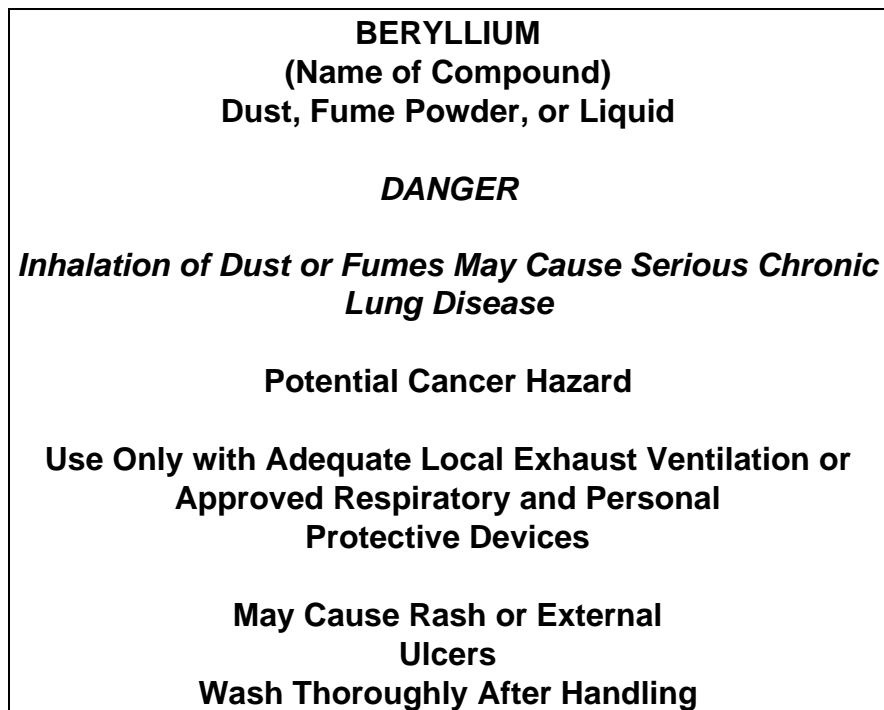 BERYLLIUM
(Name of Compound)
Dust, Fume Powder, or Liquid
DANGER
Inhalation of Dust or Fumes May Cause Serious Chronic
Lung Disease
Potential Cancer Hazard
Use Only with Adequate Local Exhaust Ventilation or
Approved Respiratory and Personal
Protective Devices
May Cause Rash or External
Ulcers
Wash Thoroughly After Handling